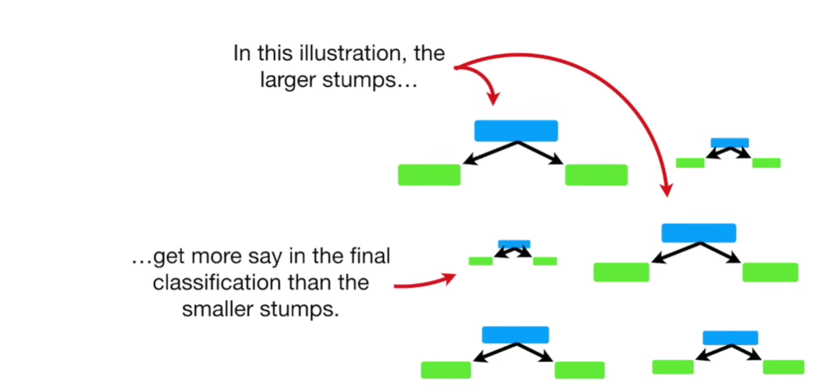 In this illustration, the
larger stumps…
…get more say in the final
classification than the
smaller stumps.